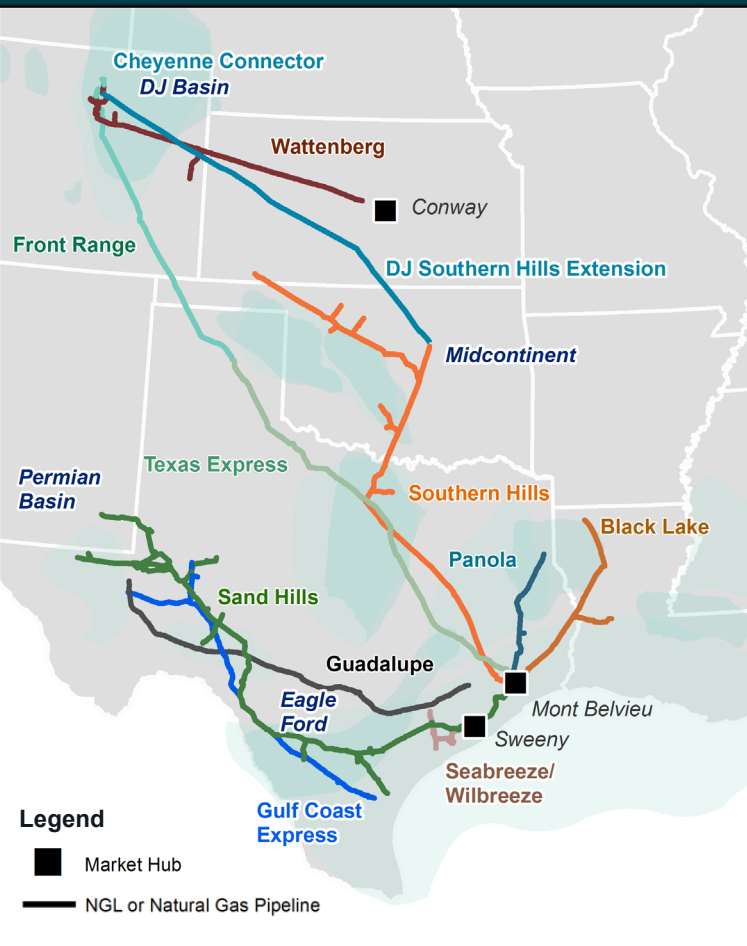 Cheyenne Connector
DJ Basin
Wattenberg
Conway
Front Range
DJ Southern Hills Extension
Midcontinent
Texas Express
Permian
Basin
Southern Hills
Black Lake
Panola
Sand Hills
Guadalupe
Eagle
Ford
Mont Belvieu
Sweeny
Seabreeze/
Wilbreeze
Gulf Coast
Express
Legend
Market Hub
NGL or Natural Gas Pipeline